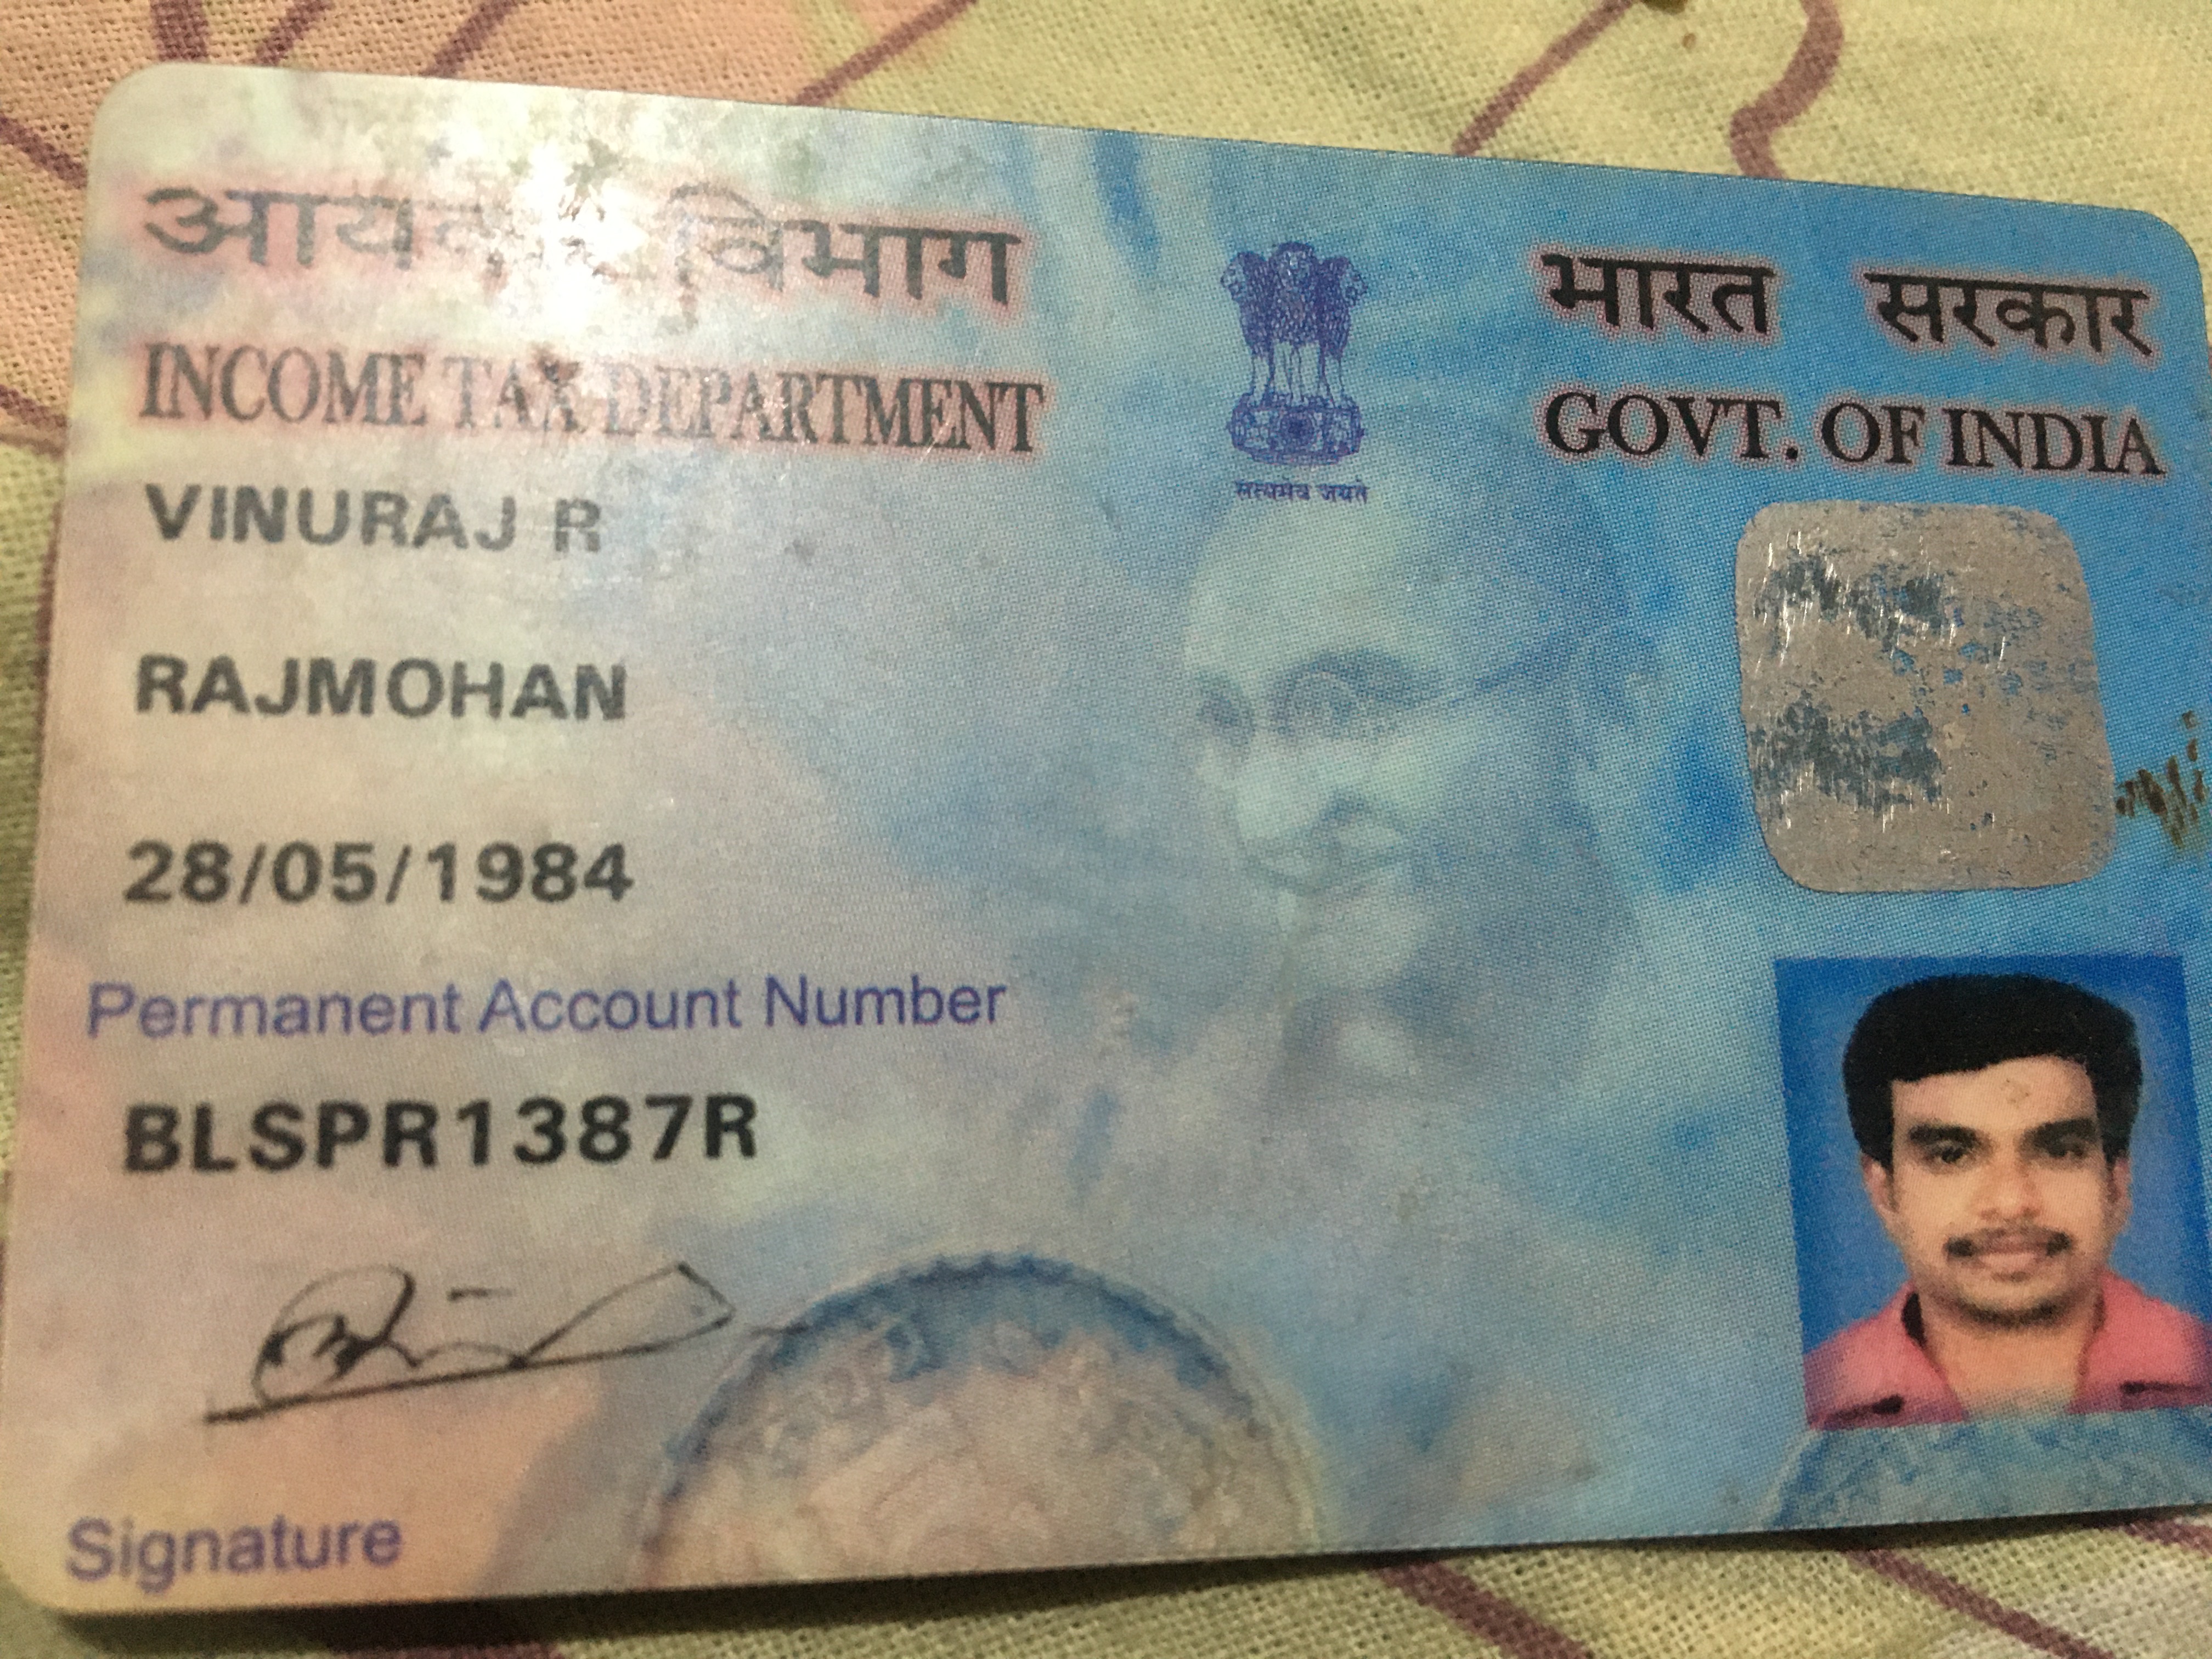 आयकर विभाग
INCOME TAX DEPARTMENT
भारत सरकार
GOVT. OF INDIA
सत्यमेव जयते
VINURAJ R
RAJMOHAN
28/05/1984
Permanent Account Number
BLSPR1387R
Signature